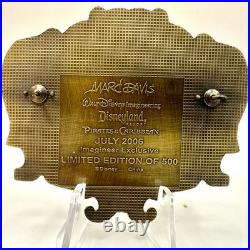 MARC DAVIS
Walt Disney Imagineering
Disneyland
RESORT
PIRATES of the CARIBBEAN
JULY 2006
Imagineer Exclusive
LIMITED EDITION OF 500
©Disney China